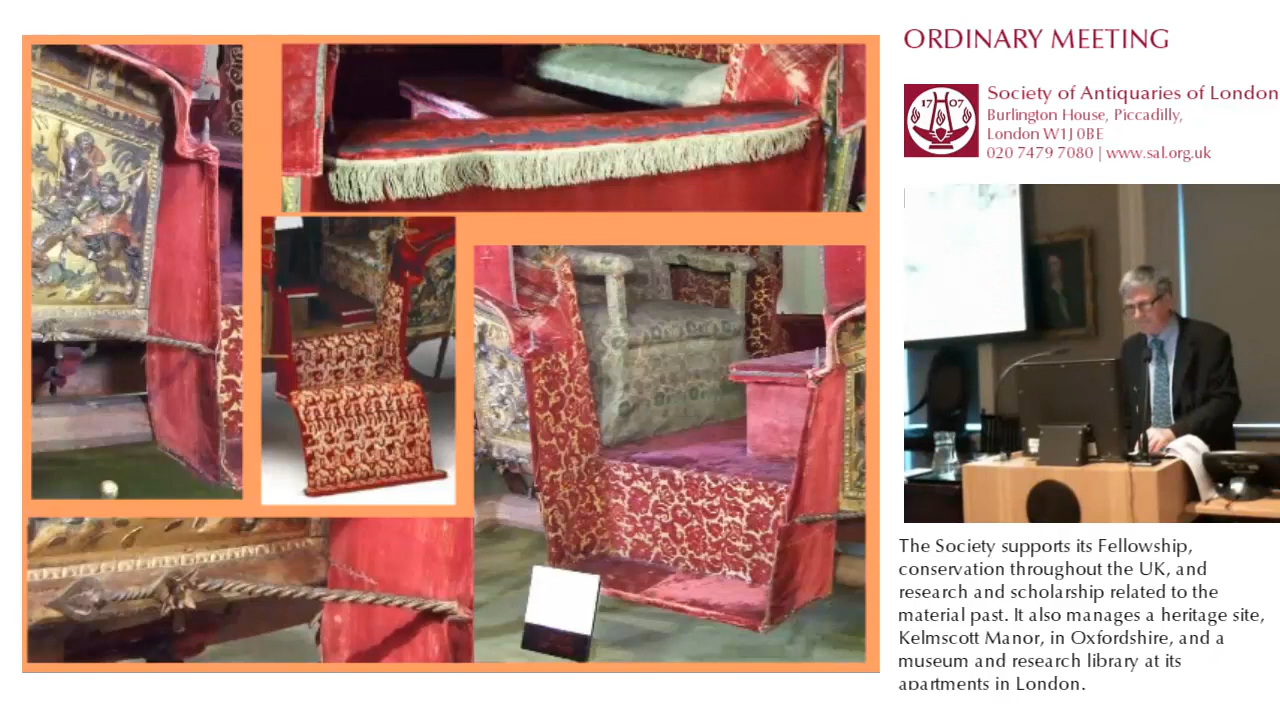 ORDINARY MEETING
17 07
Society of Antiquaries of London
Burlington House, Piccadilly,
London W1J 0BE
020 7479 7080 | www.sal.org.uk
The Society supports its Fellowship,
conservation throughout the UK, and
research and scholarship related to the
material past. It also manages a heritage site,
Kelmscott Manor, in Oxfordshire, and a
museum and research library at its
apartments in London.